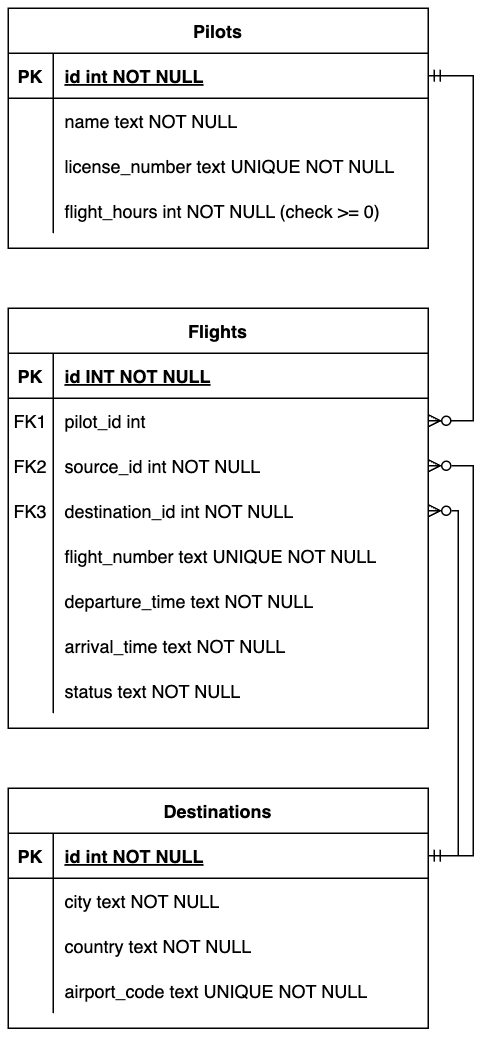 Pilots
PK id int NOT NULL
name text NOT NULL
license_number text UNIQUE NOT NULL
flight_hours int NOT NULL (check >= 0)
Flights
PK id INT NOT NULL
FK1 pilot_id int
FK2 source_id int NOT NULL
FK3 destination_id int NOT NULL
flight_number text UNIQUE NOT NULL
departure_time text NOT NULL
arrival_time text NOT NULL
status text NOT NULL
Destinations
PK id int NOT NULL
city text NOT NULL
country text NOT NULL
airport_code text UNIQUE NOT NULL